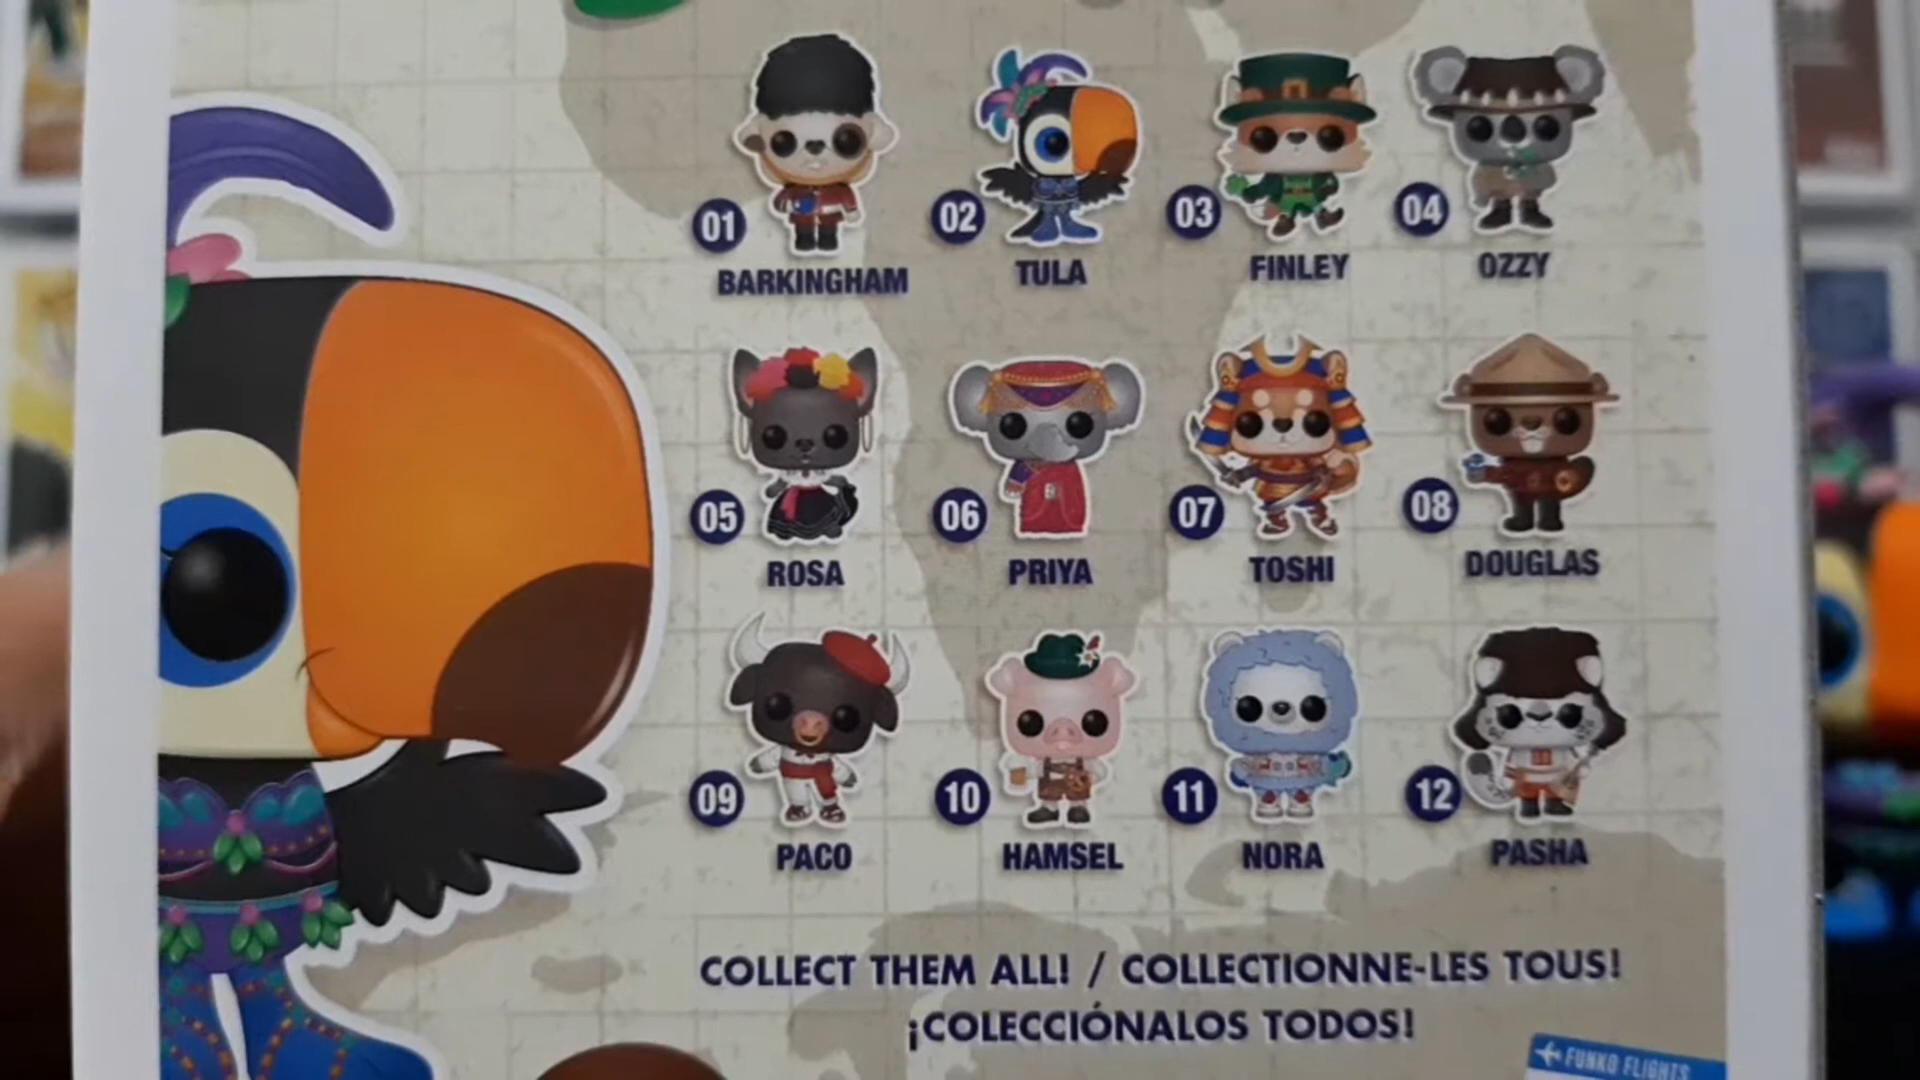 01 BARKINGHAM
02 TULA
03 FINLEY
04 OZZY
05 ROSA
06 PRIYA
07 TOSHI
08 DOUGLAS
09 PACO
10 HAMSEL
11 NORA
12 PASHA
COLLECT THEM ALL! / COLLECTIONNE-LES TOUS!
¡COLECCIÓNALOS TODOS!
FUNKO FLIGHTS